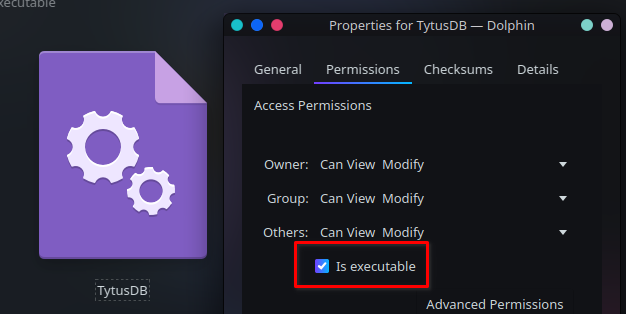 xecutable
Properties for TytusDB — Dolphin
General Permissions Checksums Details
Access Permissions
Owner: Can View Modify
Group: Can View Modify
Others: Can View Modify
Is executable
Advanced Permissions
TytusDB